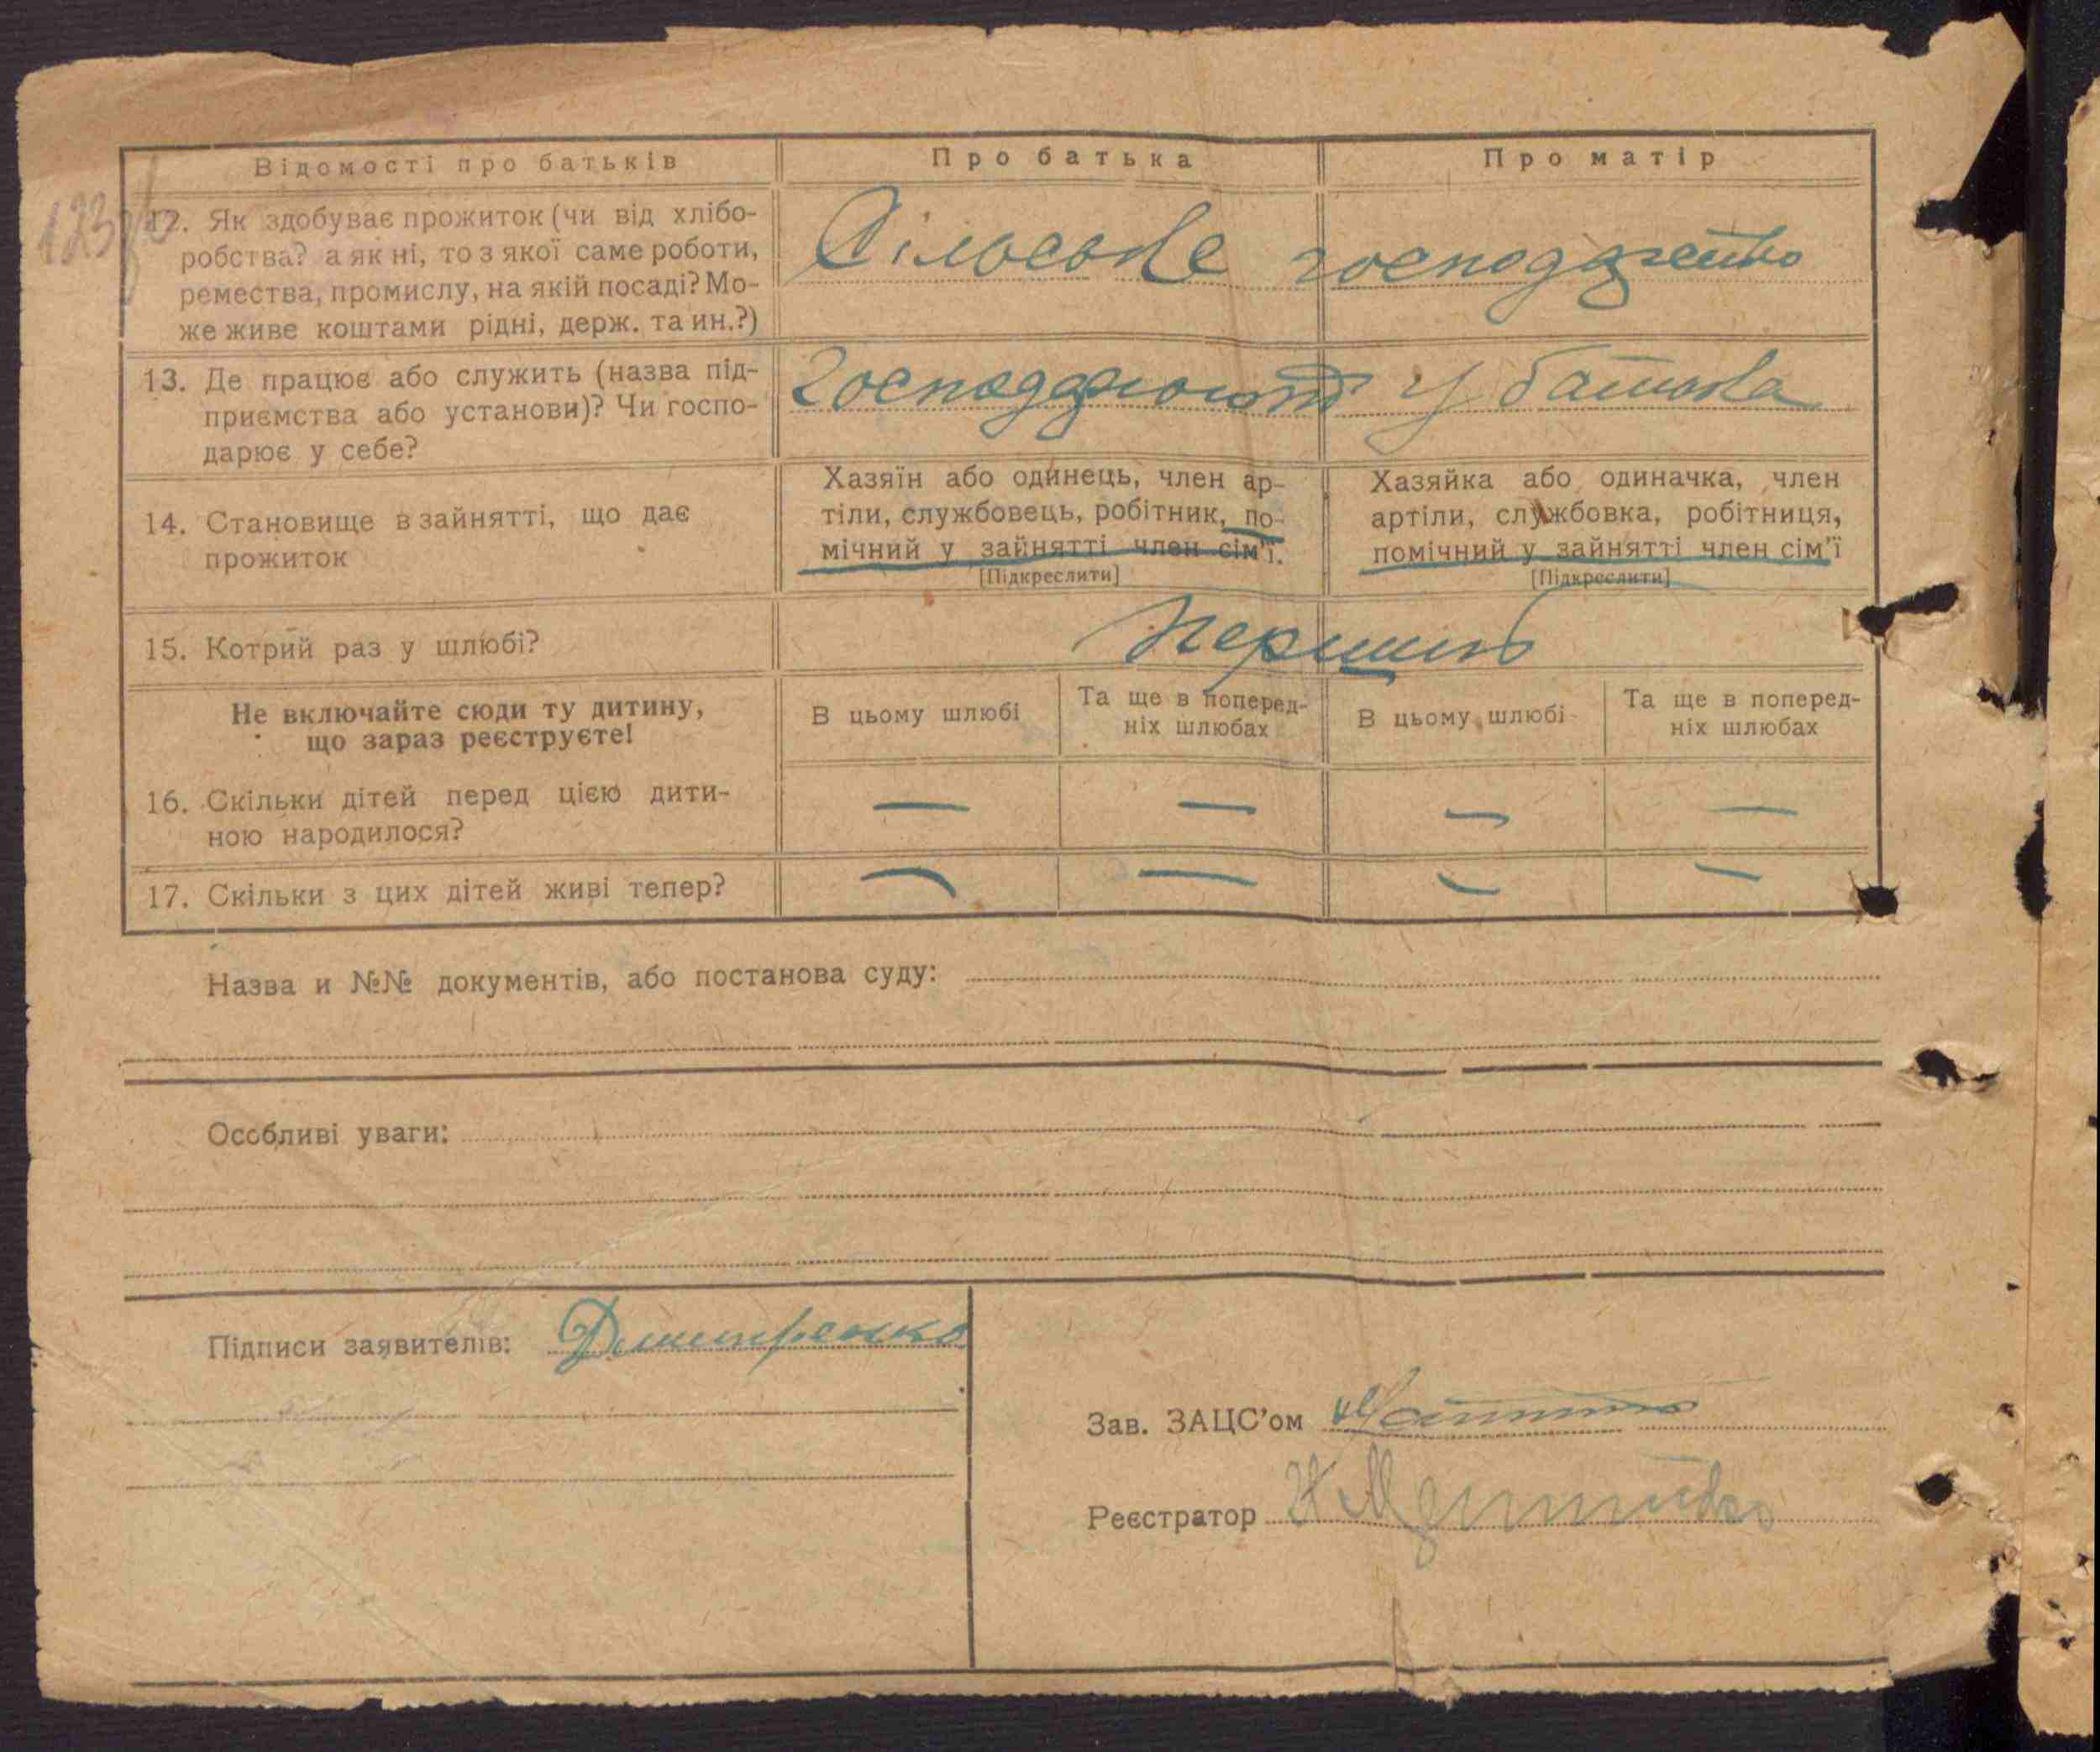 Відомості про батьків
Про батька
Про матір
123
12. Як здобуває прожиток (чи від хлібо-
робства? а як ні, то з якої саме роботи,
ремества, промислу, на якій посаді? Мо-
же живе коштами рідні, держ. та ин.?)
Сільське господарство
13. Де працює або служить (назва під-
приємства або установи)? Чи госпо-
дарює у себе?
Господарюють у батька
14. Становище в зайнятті, що дає
прожиток
Хазяїн або одинець, член ар-
тіли, службовець, робітник, по-
мічний у зайнятті член сім'ї.
[Підкреслити]
Хазяйка або одиначка, член
артіли, службовка, робітниця,
помічний у зайнятті член сім'ї
[Підкреслити]
15. Котрий раз у шлюбі?
Першим
Не включайте сюди ту дитину,
що зараз реєструєте!
В цьому шлюбі
Та ще в поперед-
ніх шлюбах
В цьому шлюбі
Та ще в поперед-
ніх шлюбах
16. Скільки дітей перед цією дити-
ною народилося?
— — — —
17. Скільки з цих дітей живі тепер?
— — — —
Назва и №№ документів, або постанова суду:
Особливі уваги:
Підписи заявителів: Дмитренко
Зав. ЗАЦС'ом
Реєстратор